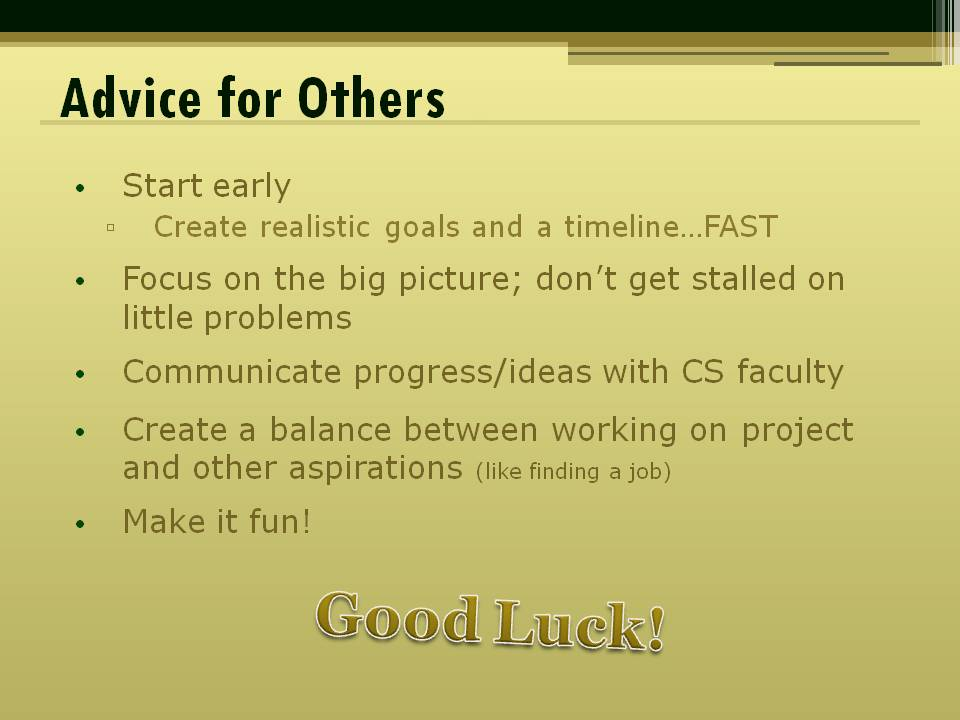 Advice for Others
• Start early
▫ Create realistic goals and a timeline…FAST
• Focus on the big picture; don’t get stalled on
little problems
• Communicate progress/ideas with CS faculty
• Create a balance between working on project
and other aspirations (like finding a job)
• Make it fun!
Good Luck!